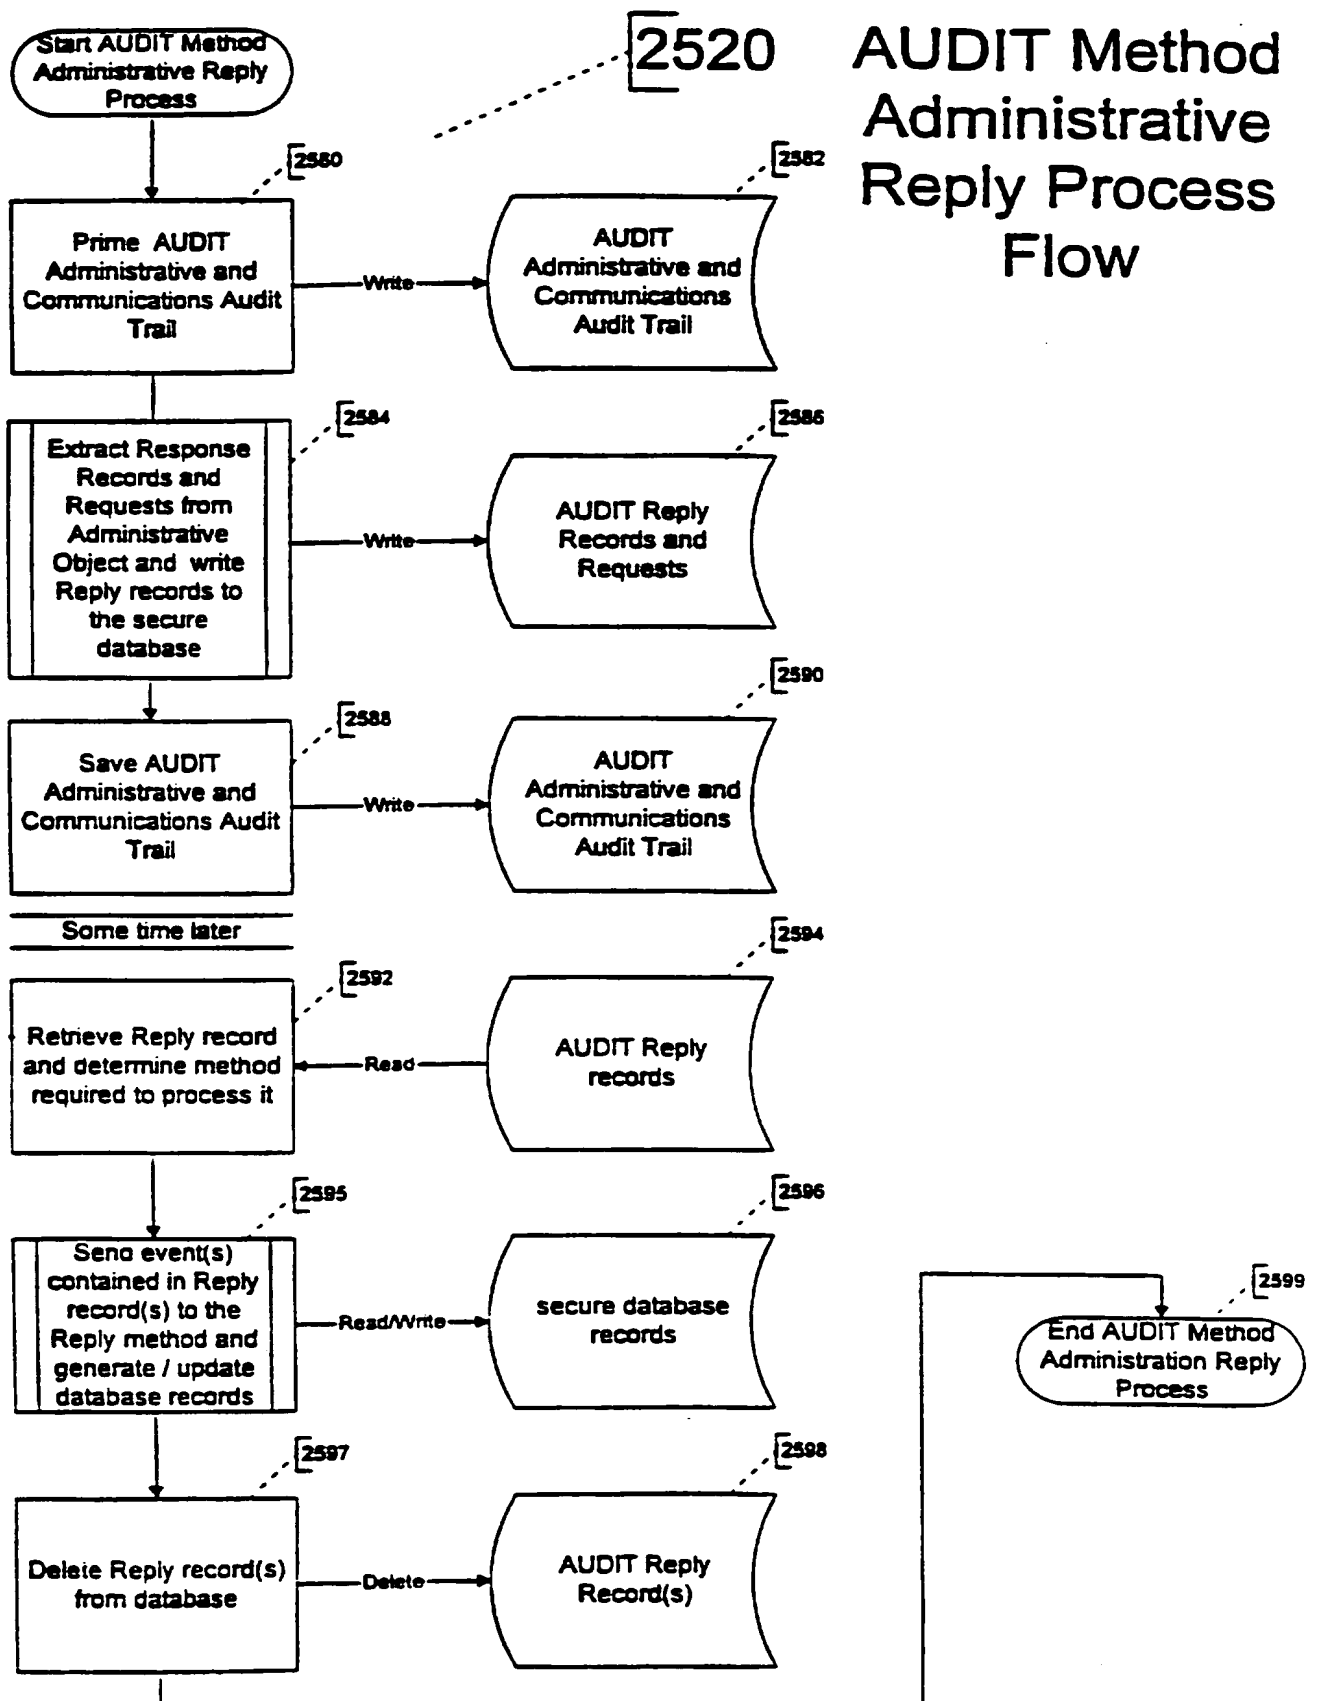 Start AUDIT Method
Administrative Reply
Process
2520
AUDIT Method
Administrative
Reply Process
Flow
2580
2582
Prime AUDIT
Administrative and
Communications Audit
Trail
Write
AUDIT
Administrative and
Communications
Audit Trail
2584
2586
Extract Response
Records and
Requests from
Administrative
Object and write
Reply records to
the secure
database
Write
AUDIT Reply
Records and
Requests
2588
2590
Save AUDIT
Administrative and
Communications Audit
Trail
Write
AUDIT
Administrative and
Communications
Audit Trail
Some time later
2592
2594
Retrieve Reply record
and determine method
required to process it
Read
AUDIT Reply
records
2595
2596
Send event(s)
contained in Reply
record(s) to the
Reply method and
generate / update
database records
Read/Write
secure database
records
2599
End AUDIT Method
Administration Reply
Process
2597
2598
Delete Reply record(s)
from database
Delete
AUDIT Reply
Record(s)